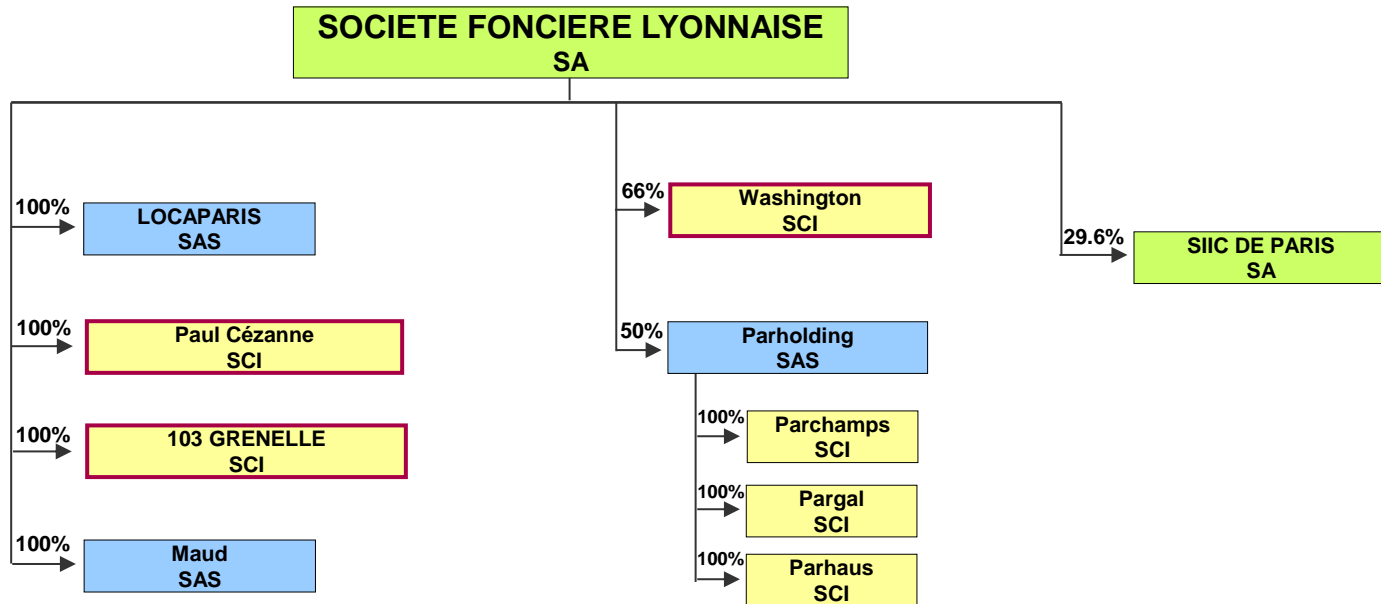 SOCIETE FONCIERE LYONNAISE
SA
100%
LOCAPARIS
SAS
100%
Paul Cézanne
SCI
100%
103 GRENELLE
SCI
100%
Maud
SAS
66%
Washington
SCI
50%
Parholding
SAS
100%
Parchamps
SCI
100%
Pargal
SCI
100%
Parhaus
SCI
29.6%
SIIC DE PARIS
SA